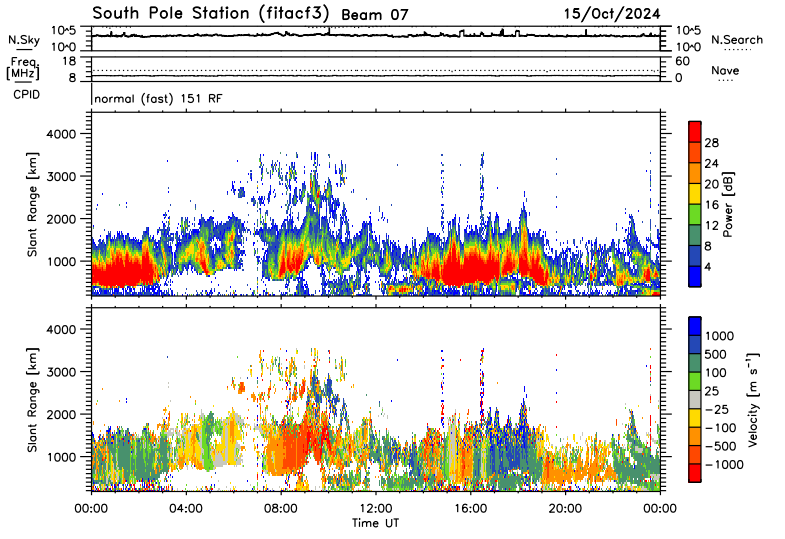 South Pole Station (fitacf3) Beam 07 15/Oct/2024
N.Sky 10^5 10^0 10^5 10^0 N.Search
Freq. [MHz] 18 8 60 0 Nave
CPID normal (fast) 151 RF
Slant Range [km] 4000 3000 2000 1000
Power [dB] 28 24 20 16 12 8 4
Slant Range [km] 4000 3000 2000 1000
Velocity [m s⁻¹] 1000 500 100 25 −25 −100 −500 −1000
00:00 04:00 08:00 12:00 16:00 20:00 00:00
Time UT